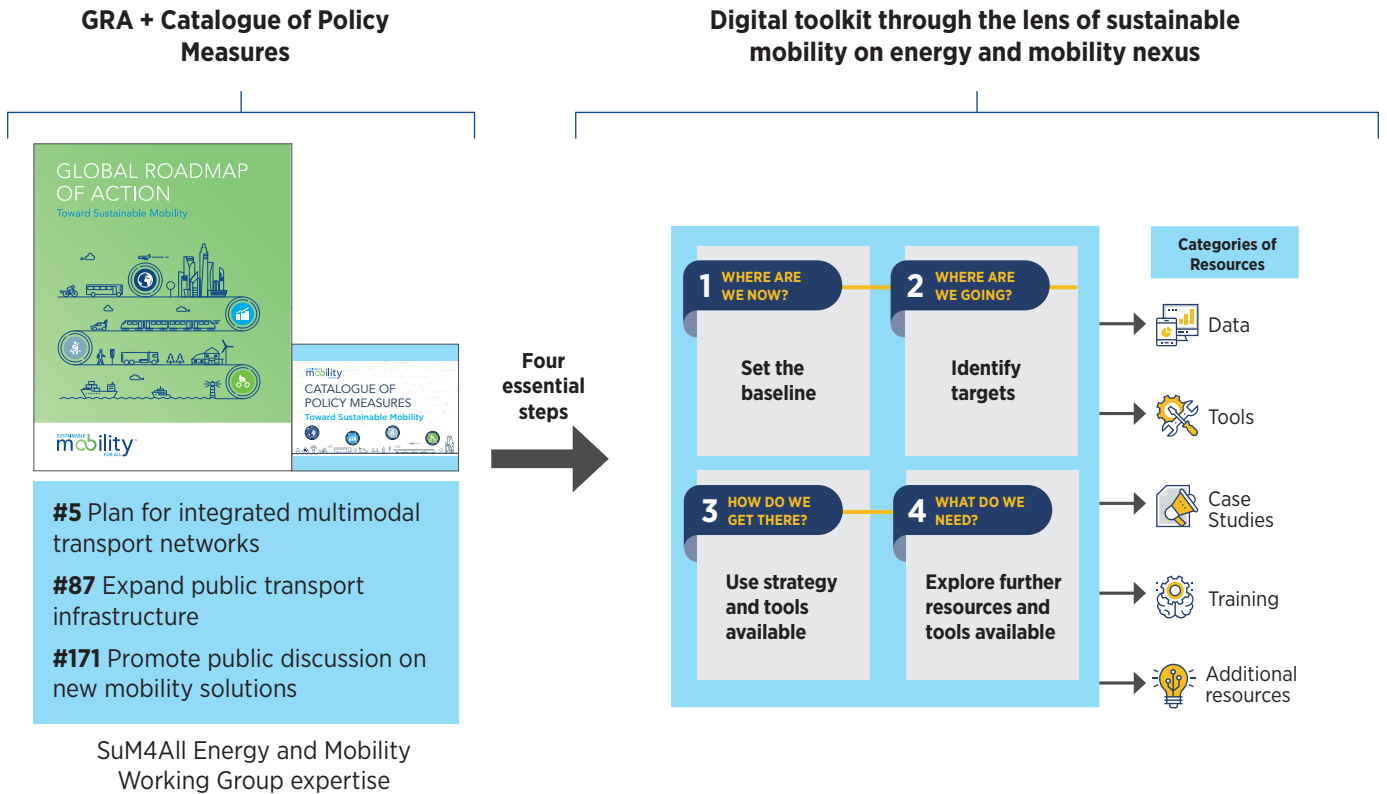 GRA + Catalogue of Policy
Measures
Digital toolkit through the lens of sustainable
mobility on energy and mobility nexus
GLOBAL ROADMAP
OF ACTION
Toward Sustainable Mobility
SUSTAINABLE
mobility
FOR ALL
mobility
CATALOGUE OF
POLICY MEASURES
Toward Sustainable Mobility
#5 Plan for integrated multimodal
transport networks
#87 Expand public transport
infrastructure
#171 Promote public discussion on
new mobility solutions
SuM4All Energy and Mobility
Working Group expertise
Four
essential
steps
1 WHERE ARE
WE NOW?
Set the
baseline
2 WHERE ARE
WE GOING?
Identify
targets
3 HOW DO WE
GET THERE?
Use strategy
and tools
available
4 WHAT DO WE
NEED?
Explore further
resources and
tools available
Categories of
Resources
Data
Tools
Case
Studies
Training
Additional
resources